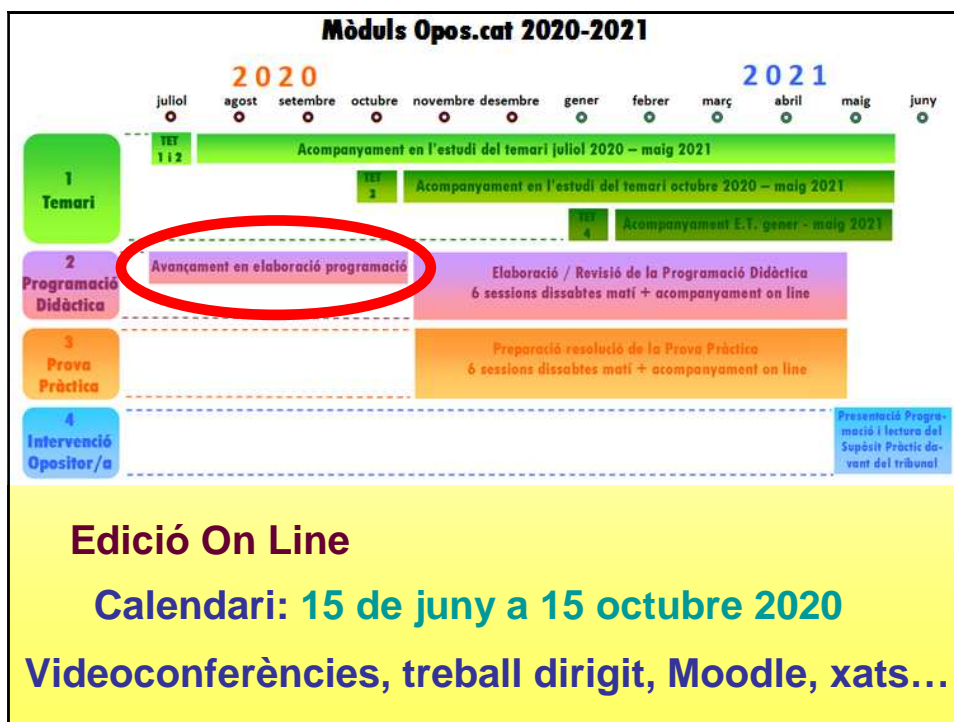 Mòduls Opos.cat 2020-2021
2020
2021
juliol agost setembre octubre novembre desembre gener febrer març abril maig juny
1
Temari
TET
1 i 2
Acompanyament en l'estudi del temari juliol 2020 – maig 2021
TET
3
Acompanyament en l'estudi del temari octubre 2020 – maig 2021
TET
4
Acompanyament E.T. gener - maig 2021
2
Programació
Didàctica
Avançament en elaboració programació
Elaboració / Revisió de la Programació Didàctica
6 sessions dissabtes matí + acompanyament on line
3
Prova
Pràctica
Preparació resolució de la Prova Pràctica
6 sessions dissabtes matí + acompanyament on line
4
Intervenció
Opositor/a
Presentació Progra-
mació i lectura del
Supòsit Pràctic da-
vant del tribunal
Edició On Line
Calendari: 15 de juny a 15 octubre 2020
Videoconferències, treball dirigit, Moodle, xats…